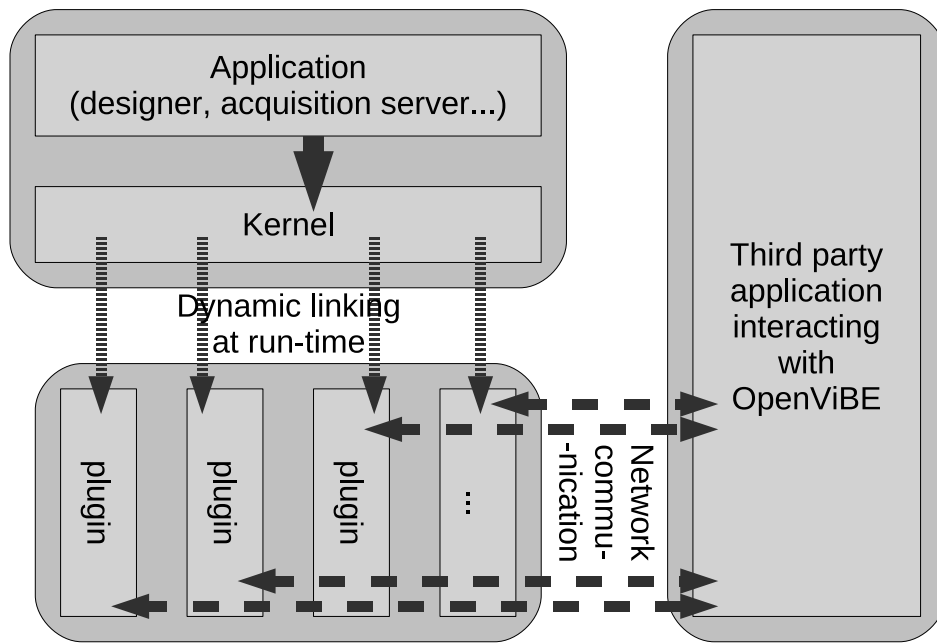 Application
(designer, acquisition server...)
Kernel
Dynamic linking
at run-time
plugin
plugin
plugin
...
Network
commu-
-nication
Third party
application
interacting
with
OpenViBE